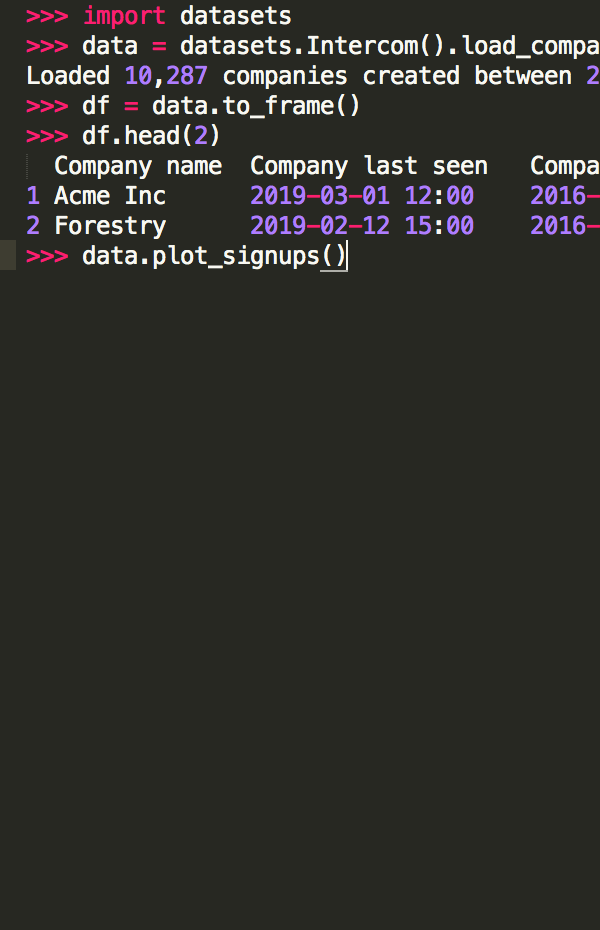 >>> import datasets
>>> data = datasets.Intercom().load_compa
Loaded 10,287 companies created between 2
>>> df = data.to_frame()
>>> df.head(2)
Company name Company last seen Compa
1 Acme Inc 2019-03-01 12:00 2016-
2 Forestry 2019-02-12 15:00 2016-
>>> data.plot_signups()